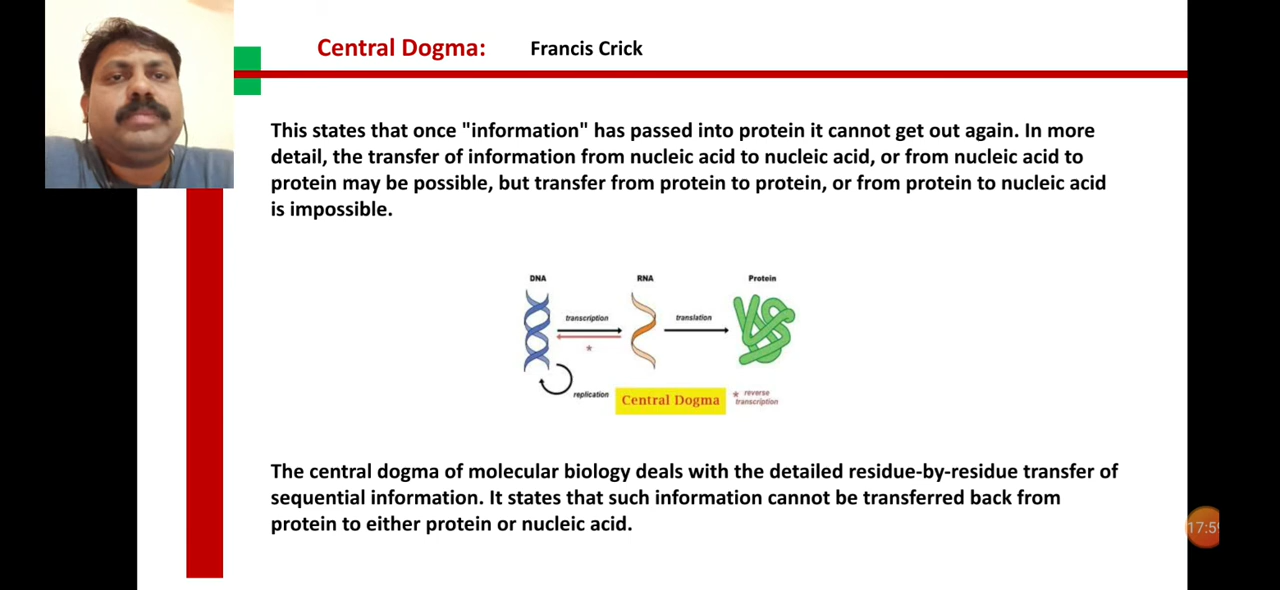 Central Dogma: Francis Crick
This states that once "information" has passed into protein it cannot get out again. In more
detail, the transfer of information from nucleic acid to nucleic acid, or from nucleic acid to
protein may be possible, but transfer from protein to protein, or from protein to nucleic acid
is impossible.
DNA RNA Protein
transcription translation
*
replication
Central Dogma
* reverse
transcription
The central dogma of molecular biology deals with the detailed residue-by-residue transfer of
sequential information. It states that such information cannot be transferred back from
protein to either protein or nucleic acid.
17:59